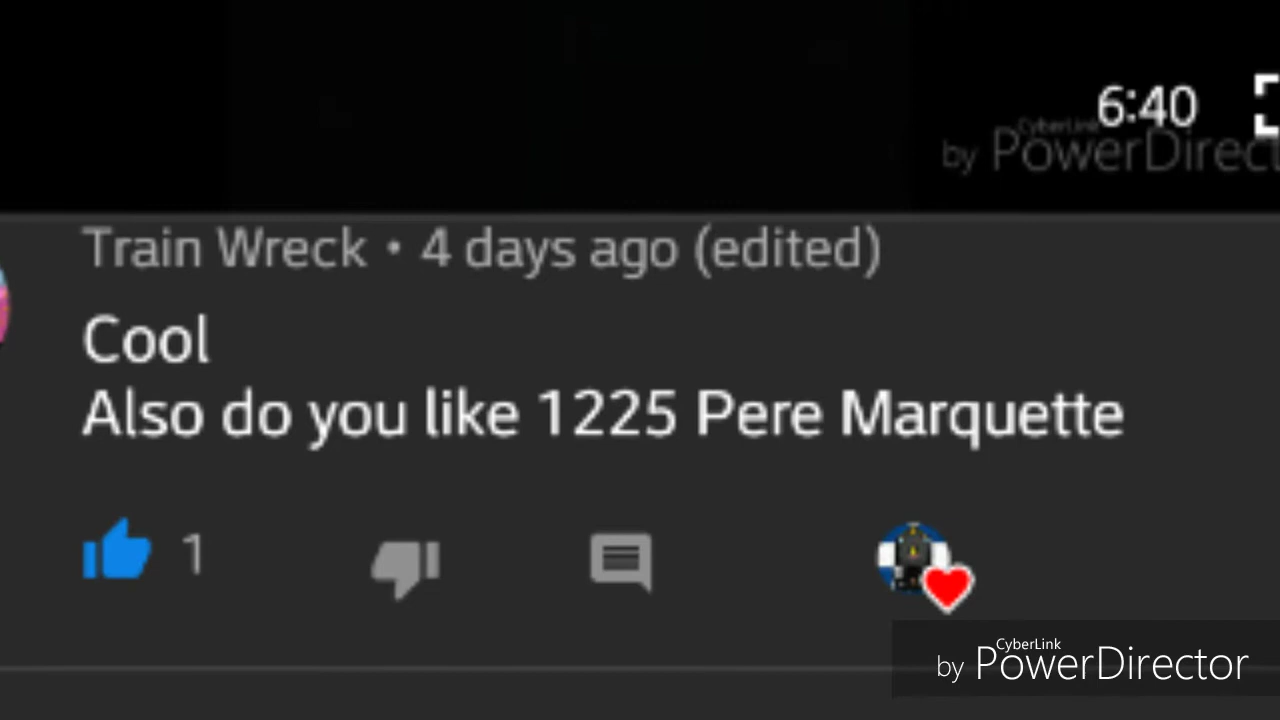 6:40
CyberLink
by PowerDirect
Train Wreck • 4 days ago (edited)
Cool
Also do you like 1225 Pere Marquette
1
CyberLink
by PowerDirector